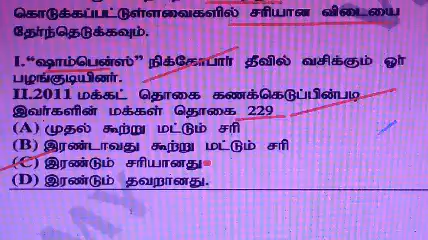 கொடுக்கப்பட்டுள்ளவைகளில் சரியான விடையை
தேர்ந்தெடுக்கவும்.
I.“ஷாம்பென்ஸ்” நிக்கோபார் தீவில் வசிக்கும் ஓர்
பழங்குடியினர்.
II.2011 மக்கட் தொகை கணக்கெடுப்பின்படி
இவர்களின் மக்கள் தொகை 229
(A) முதல் கூற்று மட்டும் சரி
(B) இரண்டாவது கூற்று மட்டும் சரி
(C) இரண்டும் சரியானது
(D) இரண்டும் தவறானது.